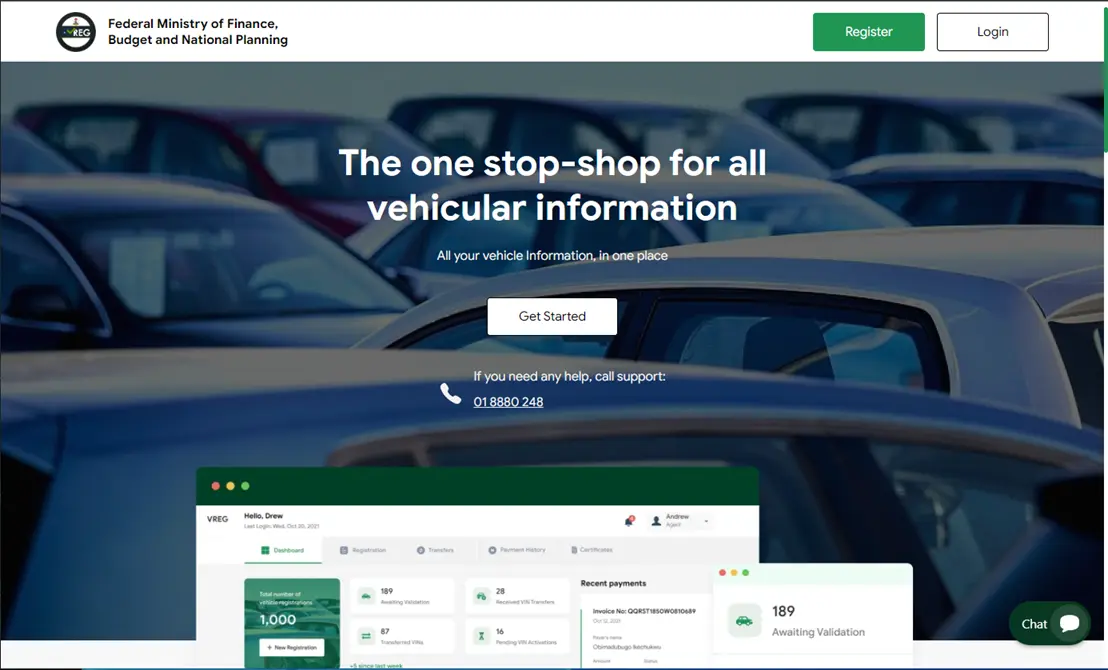 VREG
Federal Ministry of Finance,
Budget and National Planning
Register
Login
The one stop-shop for all
vehicular information
All your vehicle Information, in one place
Get Started
If you need any help, call support:
01 8880 248
VREG
Hello, Drew
Last Login: Wed, Oct 20, 2021
Andrew
Agent
Dashboard
Registration
Transfers
Payment History
Certificates
Total number of
vehicle registrations
1,000
+ New Registration
189
Awaiting Validation
28
Received VIN Transfers
87
Transferred VINs
16
Pending VIN Activations
+5 since last week
Recent payments
Invoice No: QQRST1850W0810689
Oct 12, 2021
Payer's name
Obimadubugo Ikechukwu
Amount
Status
189
Awaiting Validation
Chat